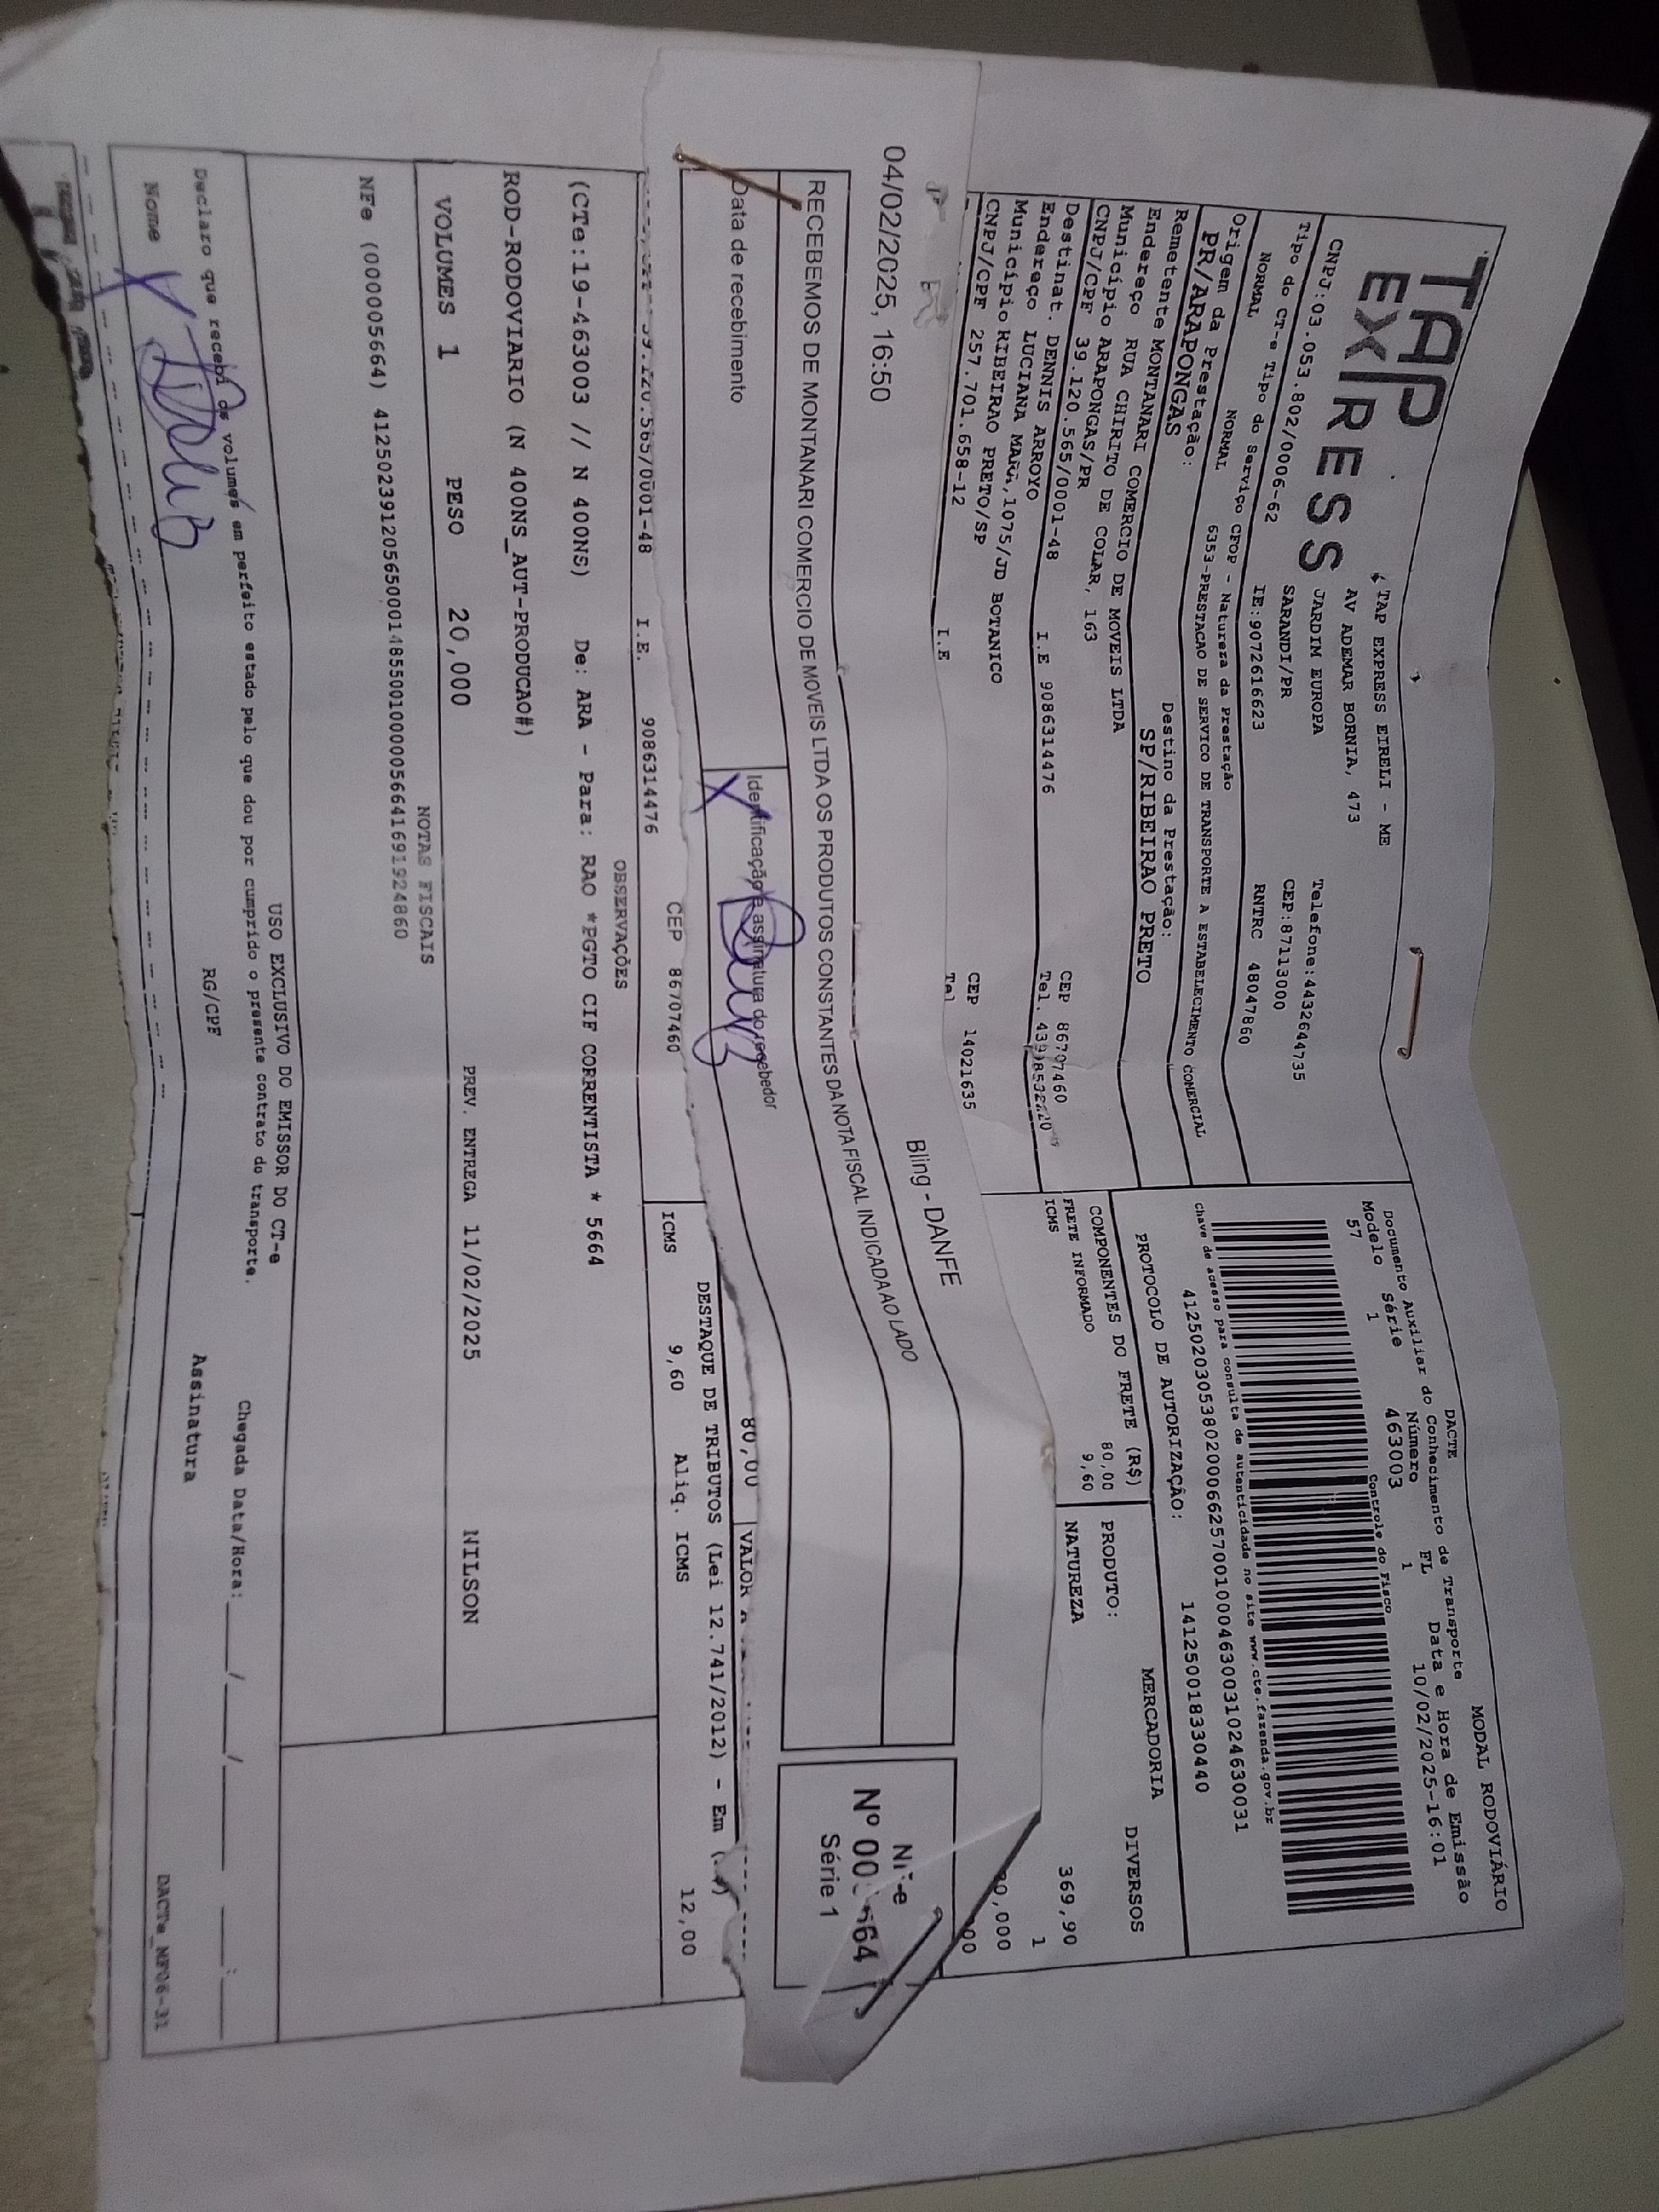 TAP
EXPRESS
TAP EXPRESS EIRELI - ME
AV ADEMAR BORNIA, 473
JARDIM EUROPA Telefone:4432644735
CNPJ:03.053.802/0006-62 SARANDI/PR CEP:87113000
IE:9072616623 RNTRC 48047860
Tipo do CT-e Tipo do Serviço CFOP - Natureza da Prestação
NORMAL NORMAL 6353-PRESTACAO DE SERVICO DE TRANSPORTE A ESTABELECIMENTO COMERCIAL
Origem da Prestação: Destino da Prestação:
PR/ARAPONGAS SP/RIBEIRAO PRETO
Remetente MONTANARI COMERCIO DE MOVEIS LTDA
Endereço RUA CHIRITO DE COLAR, 163
Município ARAPONGAS/PR CEP 86707460
CNPJ/CPF 39.120.565/0001-48 I.E 9086314476 Tel.
Destinat. DENNIS ARROYO
Endereço LUCIANA ,1075/JD BOTANICO
Município RIBEIRAO PRETO/SP CEP 14021635
CNPJ/CPF 257.701.658-12 I.E Tel
MODAL RODOVIÁRIO
DACTE
Documento Auxiliar do Conhecimento de Transporte
Modelo Série Número FL Data e Hora de Emissão
57 1 463003 1 10/02/2025-16:01
Controle do Fisco
Chave de acesso para consulta de autenticidade no site www.cte.fazenda.gov.br
41250203053802000662570010004630031024630031
PROTOCOLO DE AUTORIZAÇÃO: 141250018330440
COMPONENTES DO FRETE (R$)
FRETE INFORMADO 80,00
ICMS 9,60
MERCADORIA
PRODUTO: DIVERSOS
NATUREZA 369,90
1
04/02/2025, 16:50 Bling - DANFE
RECEBEMOS DE MONTANARI COMERCIO DE MOVEIS LTDA OS PRODUTOS CONSTANTES DA NOTA FISCAL INDICADA AO LADO
Data de recebimento Identificação e assinatura do recebedor
Série 1
80,00 VALOR
DESTAQUE DE TRIBUTOS (Lei 12.741/2012) - Em
I.E. 9086314476 CEP 86707460 ICMS 9,60 Aliq. ICMS 12,00
OBSERVAÇÕES
(CTe:19-463003 // N 400NS) De: ARA - Para: RAO *PGTO CIF CORRENTISTA * 5664
ROD-RODOVIARIO (N 400NS_AUT-PRODUCAO#)
VOLUMES 1 PESO 20,000 PREV. ENTREGA 11/02/2025 NILSON
NOTAS FISCAIS
NFe (000005664) 41250239120565000148550010000056641691924860
USO EXCLUSIVO DO EMISSOR DO CT-e
Declaro que recebi os volumes em perfeito estado pelo que dou por cumprido o presente contrato do transporte. Chegada Data/Hora:
Nome RG/CPF Assinatura